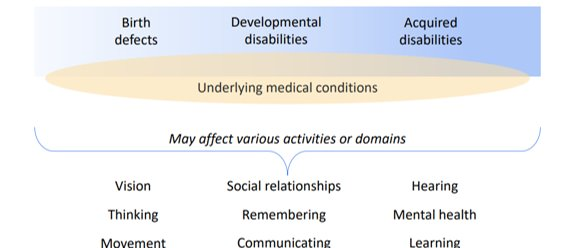 Birth defects
Developmental disabilities
Acquired disabilities
Underlying medical conditions
May affect various activities or domains
Vision
Social relationships
Hearing
Thinking
Remembering
Mental health
Movement
Communicating
Learning